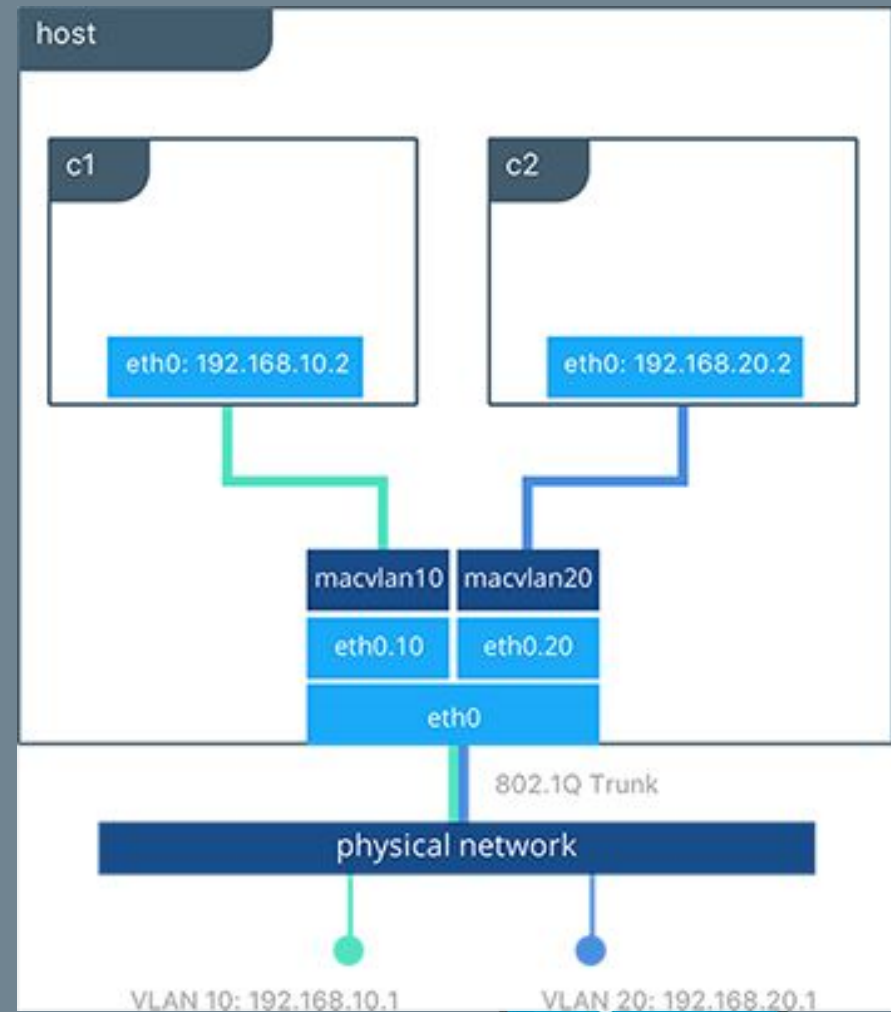 host
c1
c2
eth0: 192.168.10.2
eth0: 192.168.20.2
macvlan10
macvlan20
eth0.10
eth0.20
eth0
802.1Q Trunk
physical network
VLAN 10: 192.168.10.1
VLAN 20: 192.168.20.1